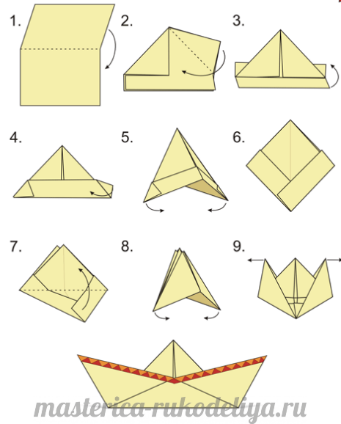 1. 2. 3.
4. 5. 6.
7. 8. 9.
masterica-rukodeliya.ru